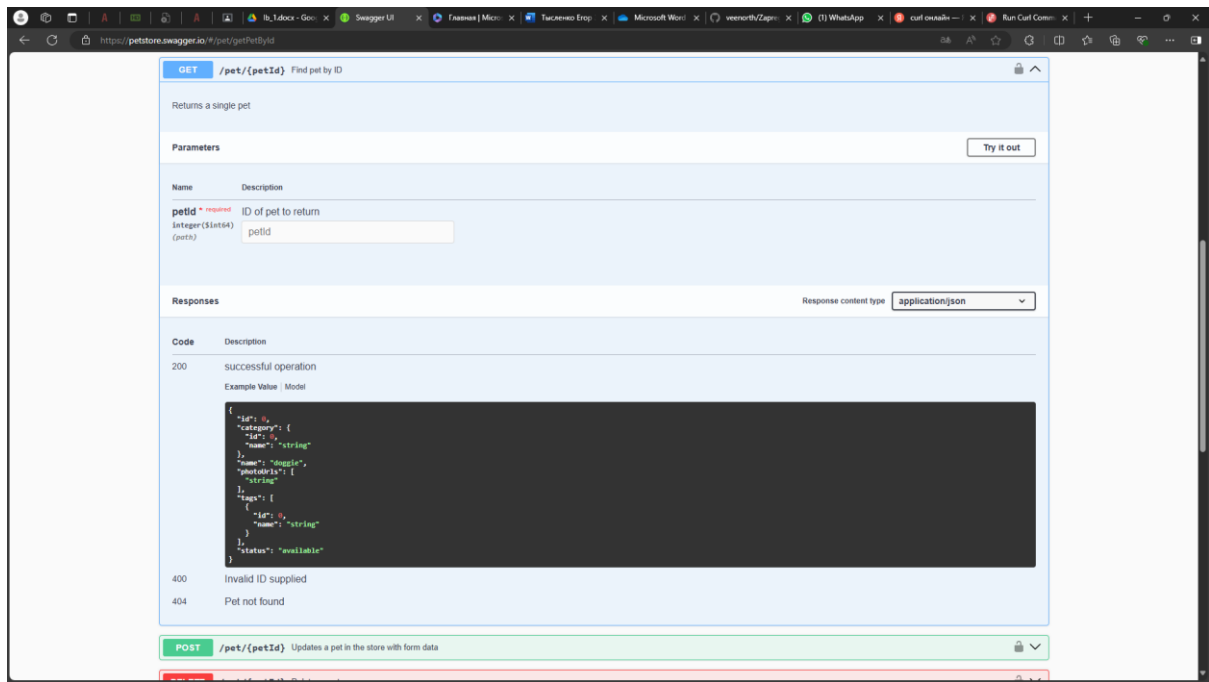 lb_1.docx - Goo
Swagger UI
Главная | Micro
Тысленко Егор
Microsoft Word
veenorth/Zapre
(1) WhatsApp
curl онлайн —
Run Curl Comm
https://petstore.swagger.io/#/pet/getPetById
GET /pet/{petId} Find pet by ID
Returns a single pet
Parameters
Try it out
Name Description
petId * required ID of pet to return
integer($int64)
(path)
petId
Responses
Response content type application/json
Code Description
200 successful operation
Example Value | Model
{
"id": 0,
"category": {
"id": 0,
"name": "string"
},
"name": "doggie",
"photoUrls": [
"string"
],
"tags": [
{
"id": 0,
"name": "string"
}
],
"status": "available"
}
400 Invalid ID supplied
404 Pet not found
POST /pet/{petId} Updates a pet in the store with form data